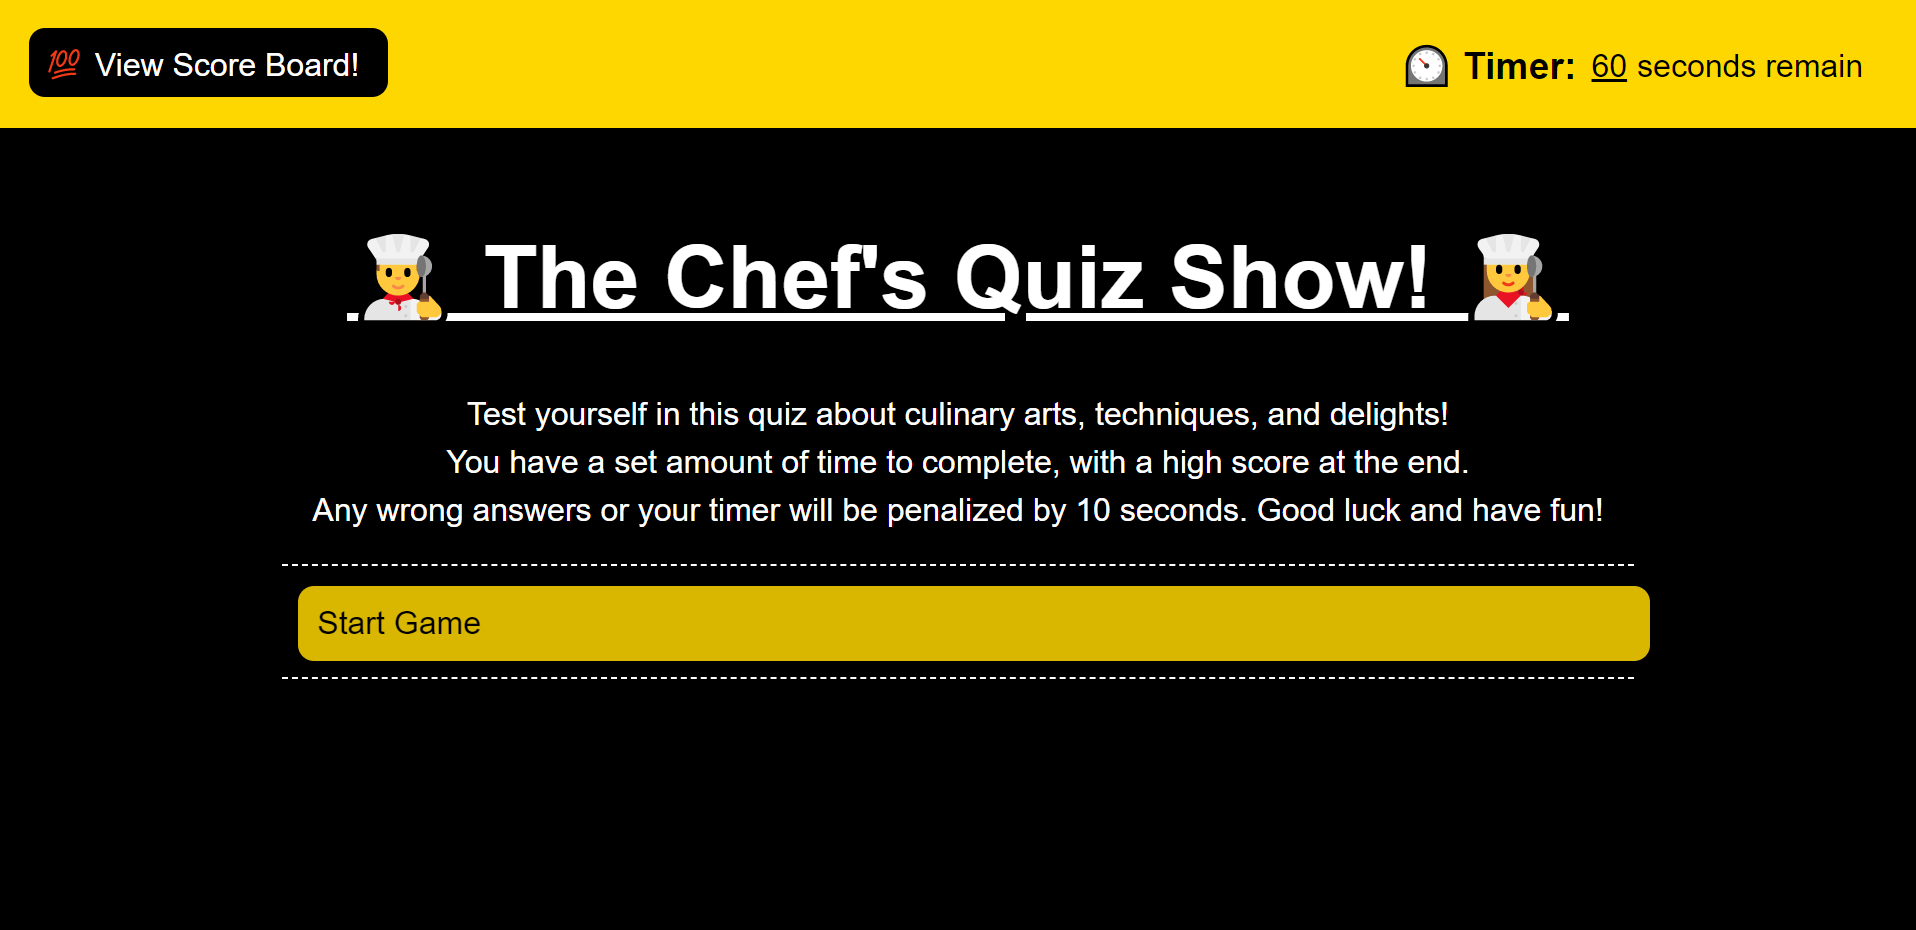 💯 View Score Board!
Timer: 60 seconds remain
The Chef's Quiz Show!
Test yourself in this quiz about culinary arts, techniques, and delights!
You have a set amount of time to complete, with a high score at the end.
Any wrong answers or your timer will be penalized by 10 seconds. Good luck and have fun!
Start Game